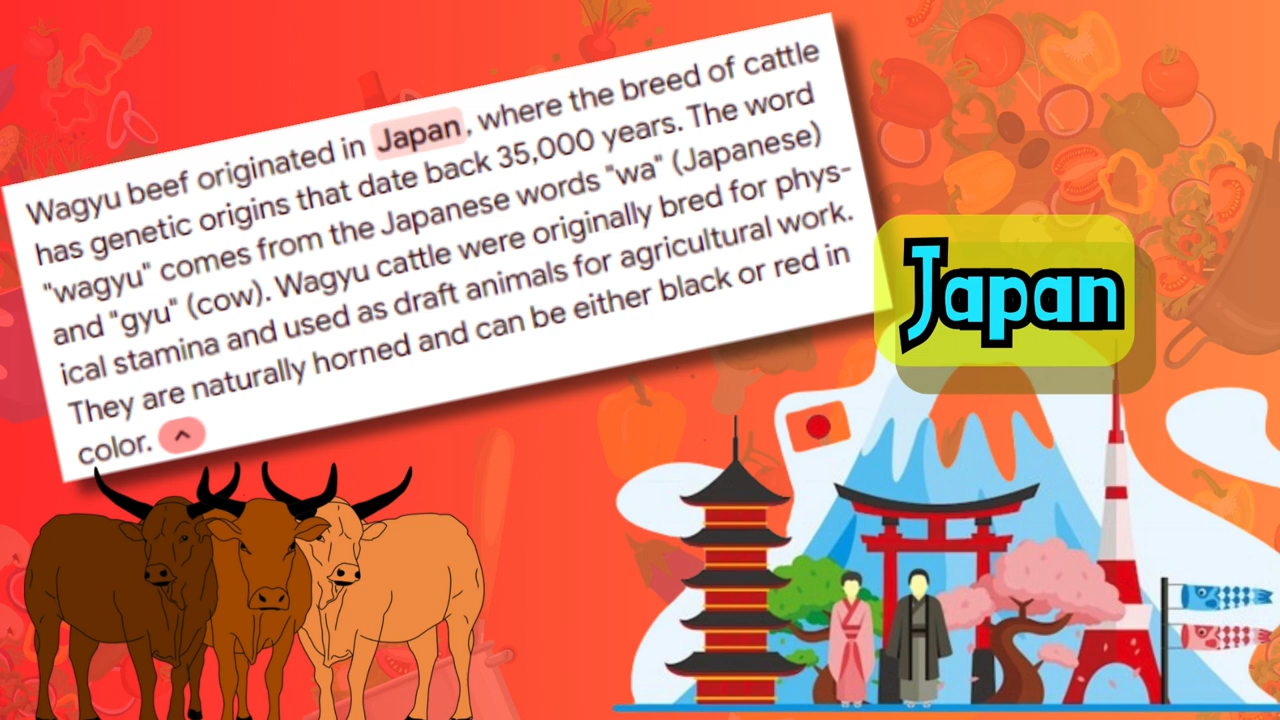 Wagyu beef originated in Japan, where the breed of cattle
has genetic origins that date back 35,000 years. The word
"wagyu" comes from the Japanese words "wa" (Japanese)
and "gyu" (cow). Wagyu cattle were originally bred for phys-
ical stamina and used as draft animals for agricultural work.
They are naturally horned and can be either black or red in
color.
Japan